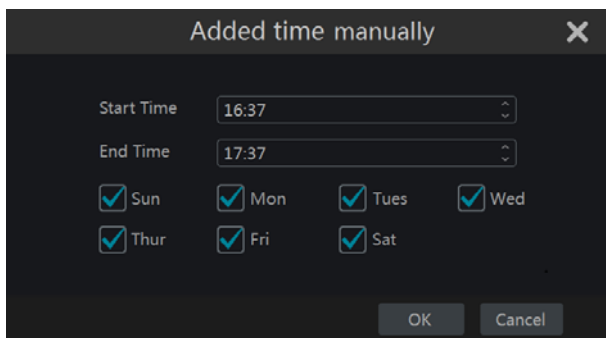 Added time manually
Start Time 16:37
End Time 17:37
Sun Mon Tues Wed
Thur Fri Sat
OK Cancel